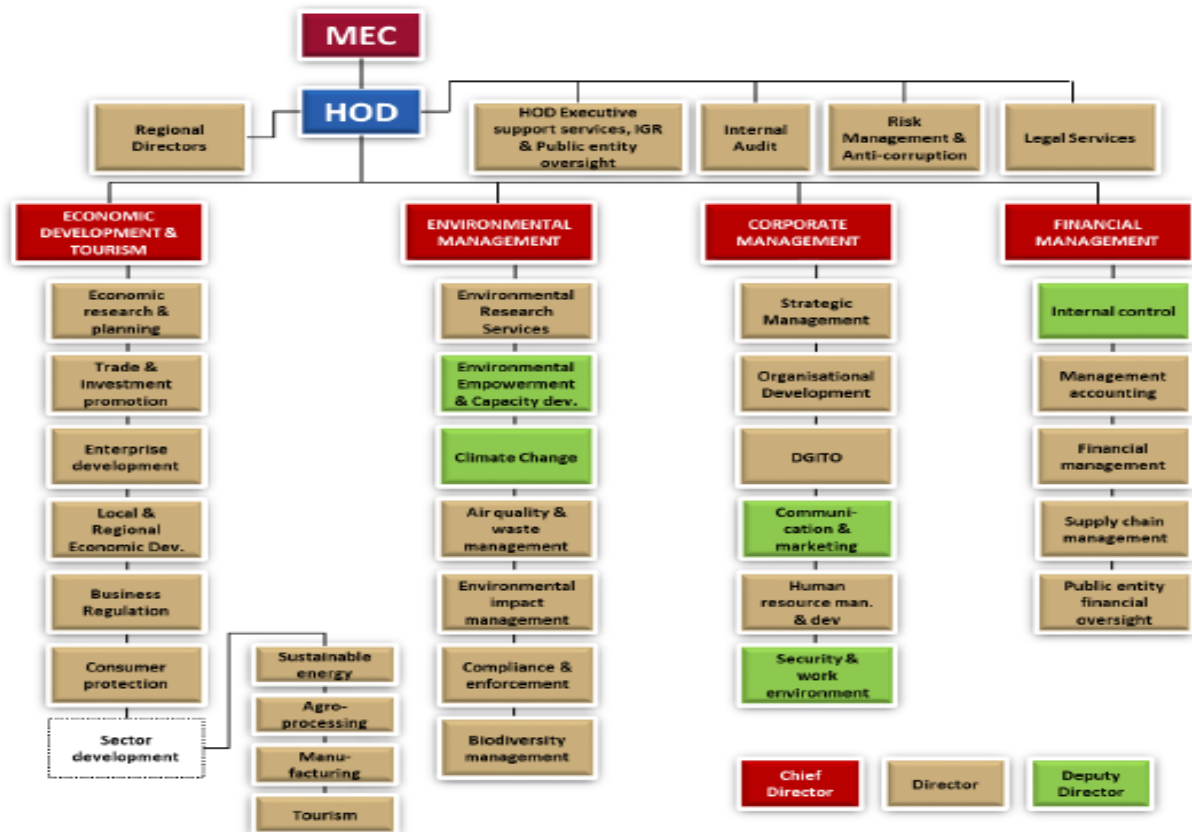 MEC
HOD
Regional
Directors
HOD Executive
support services, IGR
& Public entity
oversight
Internal
Audit
Risk
Management &
Anti-corruption
Legal Services
ECONOMIC
DEVELOPMENT &
TOURISM
Economic
research &
planning
Trade &
Investment
promotion
Enterprise
development
Local &
Regional
Economic Dev.
Business
Regulation
Consumer
protection
Sector
development
Sustainable
energy
Agro-
processing
Manu-
facturing
Tourism
ENVIRONMENTAL
MANAGEMENT
Environmental
Research
Services
Environmental
Empowerment
& Capacity dev.
Climate Change
Air quality &
waste
management
Environmental
impact
management
Compliance &
enforcement
Biodiversity
management
CORPORATE
MANAGEMENT
Strategic
Management
Organisational
Development
DGITO
Communi-
cation &
marketing
Human
resource man.
& dev
Security &
work
environment
FINANCIAL
MANAGEMENT
Internal control
Management
accounting
Financial
management
Supply chain
management
Public entity
financial
oversight
Chief
Director
Director
Deputy
Director